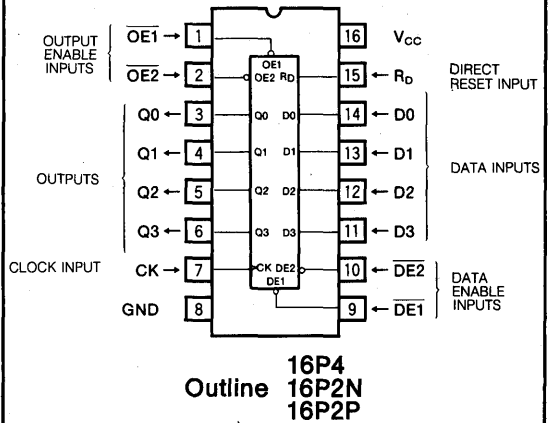 OUTPUT ENABLE INPUTS
OE1 → 1
OE2 → 2
OUTPUTS
Q0 ← 3
Q1 ← 4
Q2 ← 5
Q3 ← 6
CLOCK INPUT CK → 7
GND 8
OE1
OE2 RD
Q0 D0
Q1 D1
Q2 D2
Q3 D3
CK DE2
DE1
16 VCC
15 ← RD DIRECT RESET INPUT
14 ← D0
13 ← D1
12 ← D2
11 ← D3
DATA INPUTS
10 ← DE2
9 ← DE1
DATA ENABLE INPUTS
16P4
Outline 16P2N
16P2P